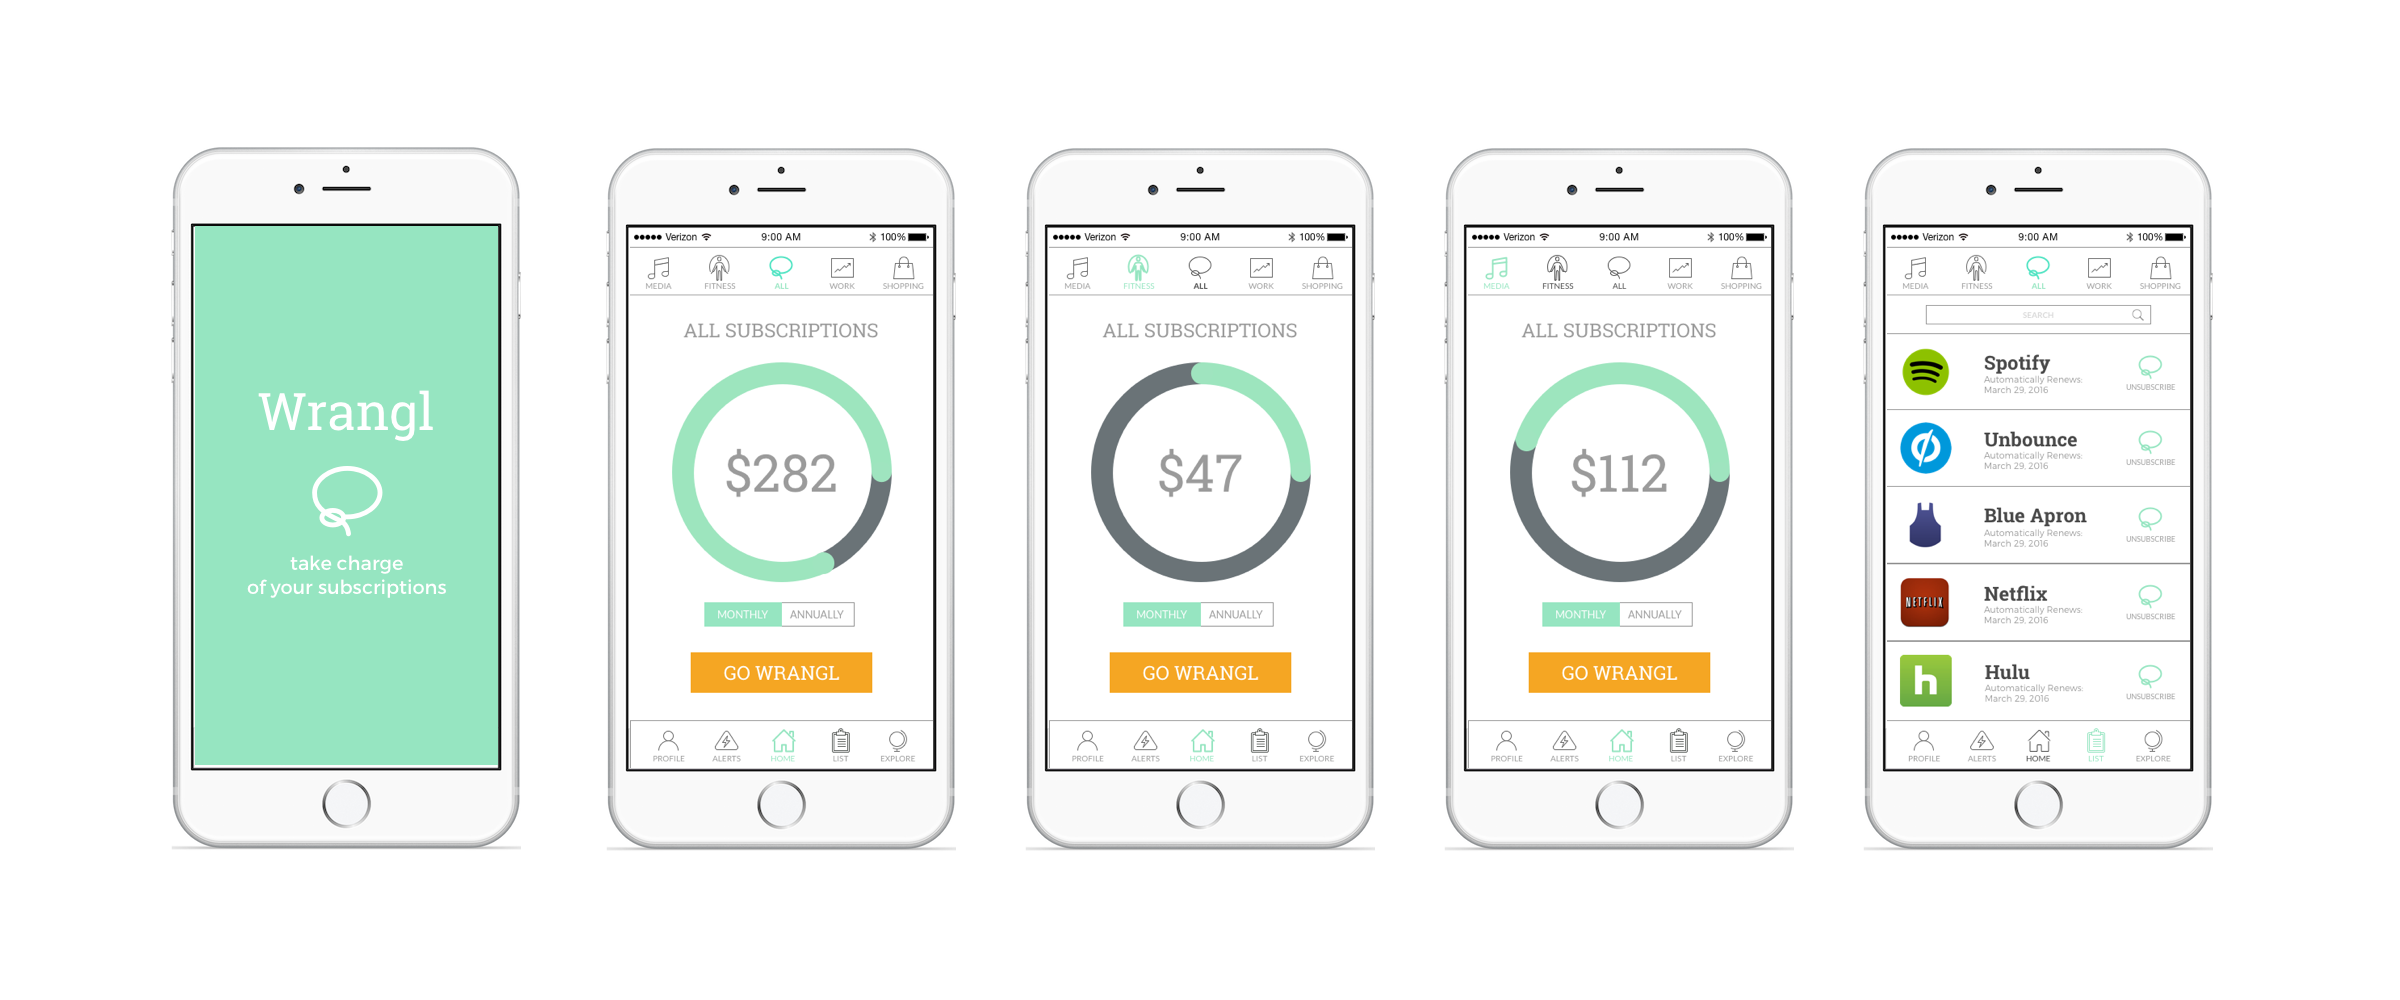 Wrangl
take charge
of your subscriptions
Verizon 9:00 AM 100%
MEDIA FITNESS ALL WORK SHOPPING
ALL SUBSCRIPTIONS
$282
MONTHLY ANNUALLY
GO WRANGL
PROFILE ALERTS HOME LIST EXPLORE
Verizon 9:00 AM 100%
MEDIA FITNESS ALL WORK SHOPPING
ALL SUBSCRIPTIONS
$47
MONTHLY ANNUALLY
GO WRANGL
PROFILE ALERTS HOME LIST EXPLORE
Verizon 9:00 AM 100%
MEDIA FITNESS ALL WORK SHOPPING
ALL SUBSCRIPTIONS
$112
MONTHLY ANNUALLY
GO WRANGL
PROFILE ALERTS HOME LIST EXPLORE
Verizon 9:00 AM 100%
MEDIA FITNESS ALL WORK SHOPPING
SEARCH
Spotify
Automatically Renews:
March 29, 2016
UNSUBSCRIBE
Unbounce
Automatically Renews:
March 29, 2016
UNSUBSCRIBE
Blue Apron
Automatically Renews:
March 29, 2016
UNSUBSCRIBE
NETFLIX
Netflix
Automatically Renews:
March 29, 2016
UNSUBSCRIBE
h
Hulu
Automatically Renews:
March 29, 2016
UNSUBSCRIBE
PROFILE ALERTS HOME LIST EXPLORE